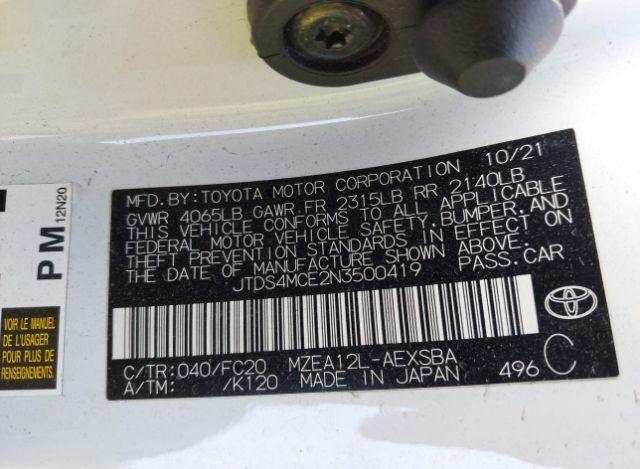 MFD.BY:TOYOTA MOTOR CORPORATION 10/21
GVWR 4065LB GAWR FR 2315LB RR 2140LB
THIS VEHICLE CONFORMS TO ALL APPLICABLE
FEDERAL MOTOR VEHICLE SAFETY,BUMPER,AND
THEFT PREVENTION STANDARDS IN EFFECT ON
THE DATE OF MANUFACTURE SHOWN ABOVE.
JTDS4MCE2N3500419 PASS.CAR
C/TR:040/FC20 MZEA12L-AEXSBA
A/TM: /K120 MADE IN JAPAN 496 C
TOYOTA
PM
12N20
VOIR LE MANUEL
DE L'UTILISATEUR
POUR PLUS DE
RENSEIGNEMENTS.